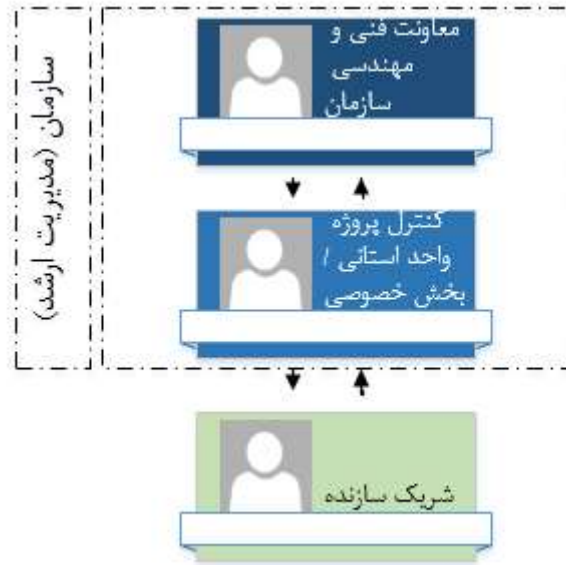 سازمان (مدیریت ارشد)
معاونت فنی و
مهندسی
سازمان
کنترل پروژه
واحد استانی /
بخش خصوصی
شریک سازنده